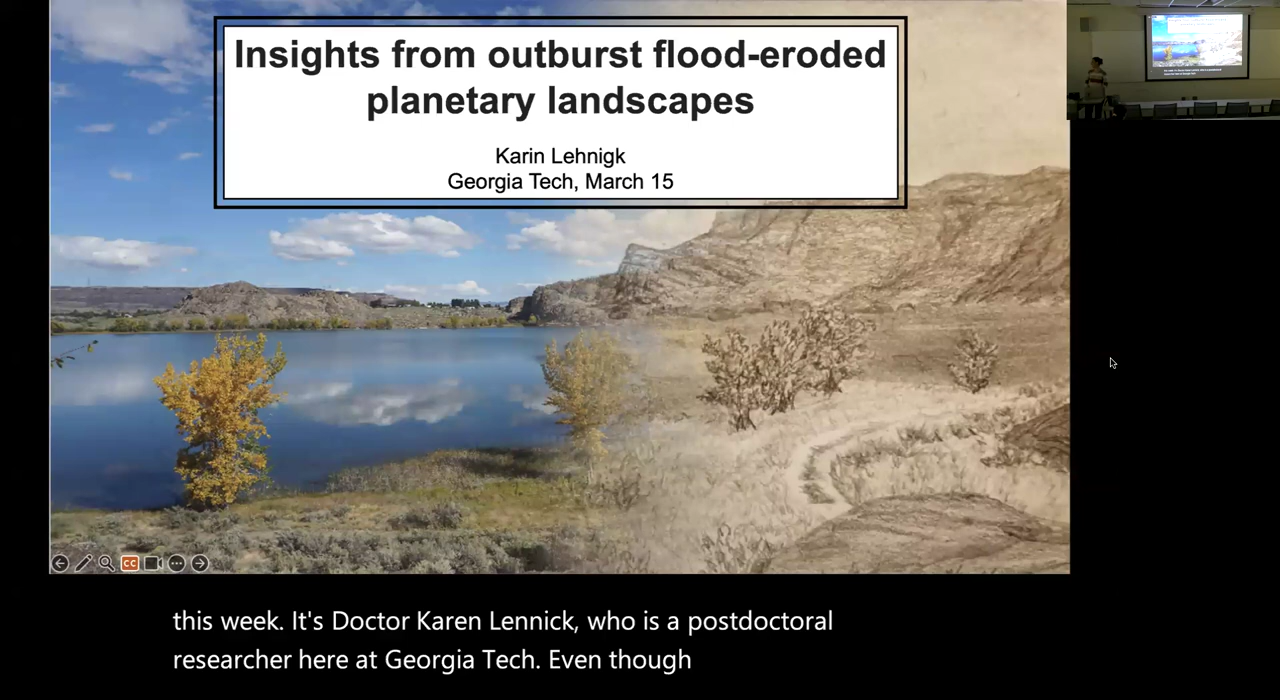 Insights from outburst flood-eroded
planetary landscapes
Karin Lehnigk
Georgia Tech, March 15
CC
this week. It's Doctor Karen Lennick, who is a postdoctoral
researcher here at Georgia Tech. Even though